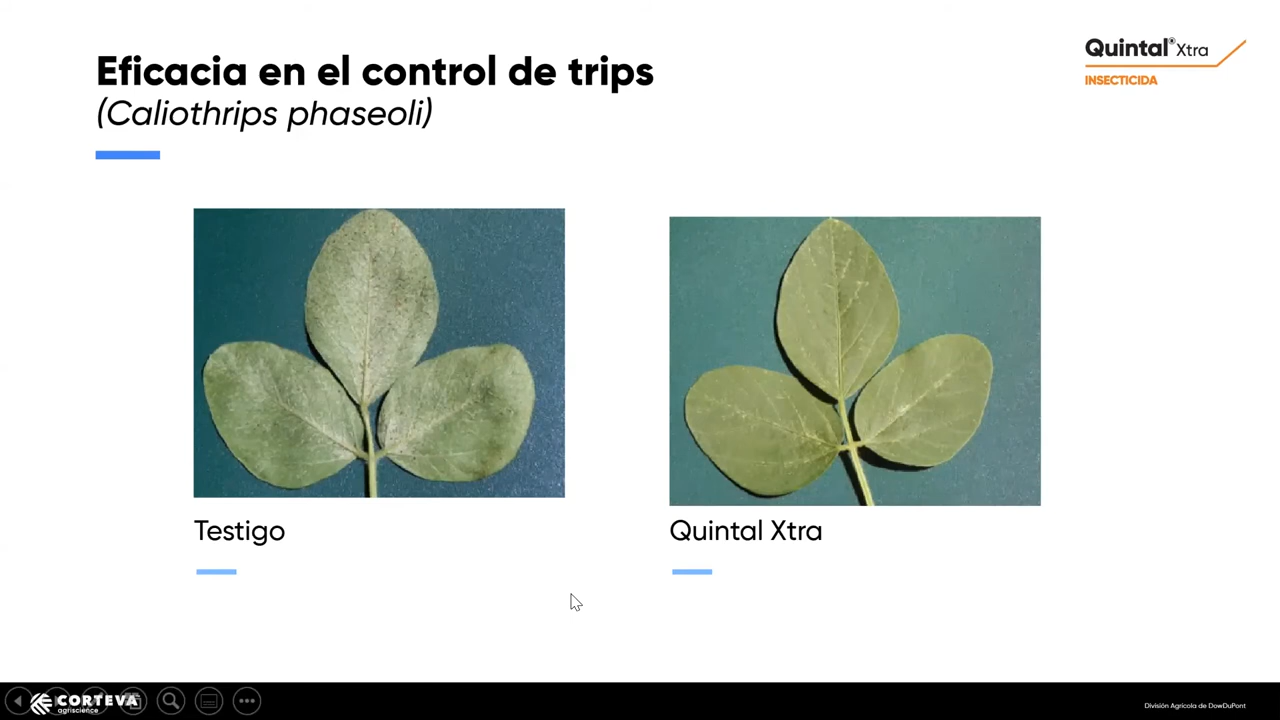 Eficacia en el control de trips
(Caliothrips phaseoli)
Quintal® Xtra
INSECTICIDA
Testigo
Quintal Xtra
CORTEVA
agriscience
División Agrícola de DowDuPont